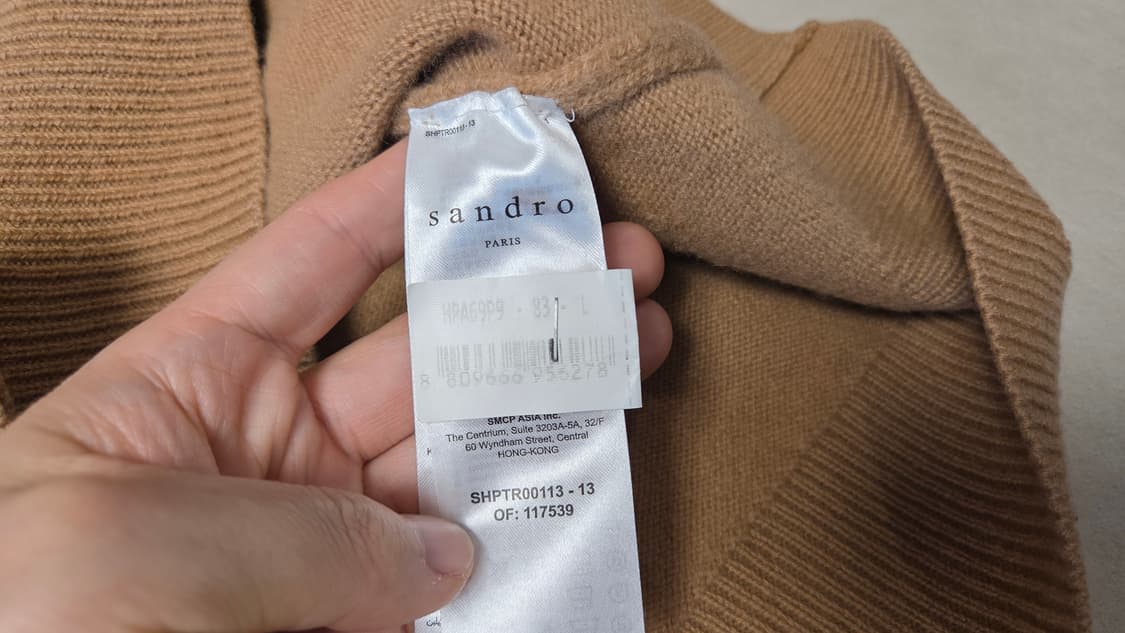 SHPTR00113-13
sandro
PARIS
HPA69P9 - 83 - L
8 809666 956278
SMCP ASIA Inc.
The Centrium, Suite 3203A-5A, 32/F
60 Wyndham Street, Central
HONG-KONG
SHPTR00113 - 13
OF: 117539